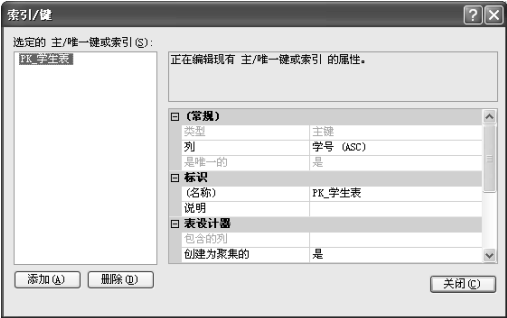 索引/键
选定的 主/唯一键或索引(S):
PK_学生表
正在编辑现有 主/唯一键或索引 的属性。
(常规)
类型 主键
列 学号 (ASC)
是唯一的 是
标识
(名称) PK_学生表
说明
表设计器
包含的列
创建为聚集的 是
添加(A) 删除(D) 关闭(C)